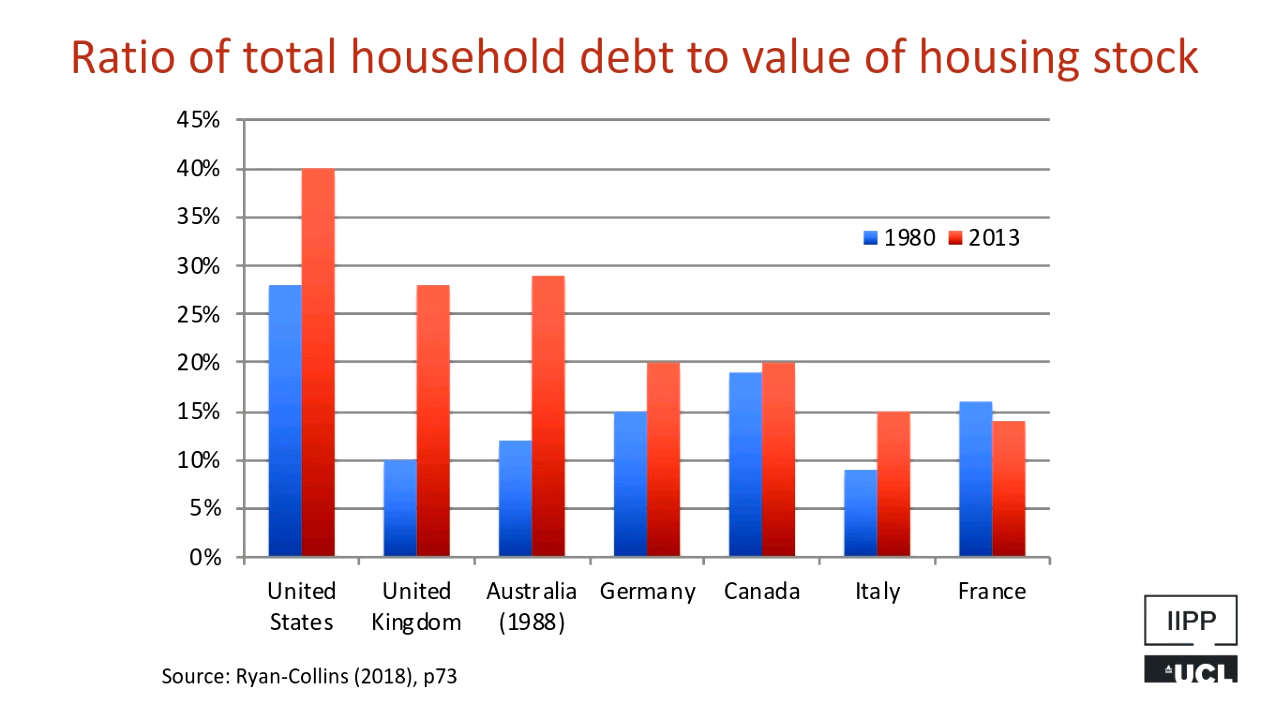 Ratio of total household debt to value of housing stock
45%
40%
35%
30%
25%
20%
15%
10%
5%
0%
1980 2013
United States
United Kingdom
Australia (1988)
Germany
Canada
Italy
France
Source: Ryan-Collins (2018), p73
IIPP
UCL